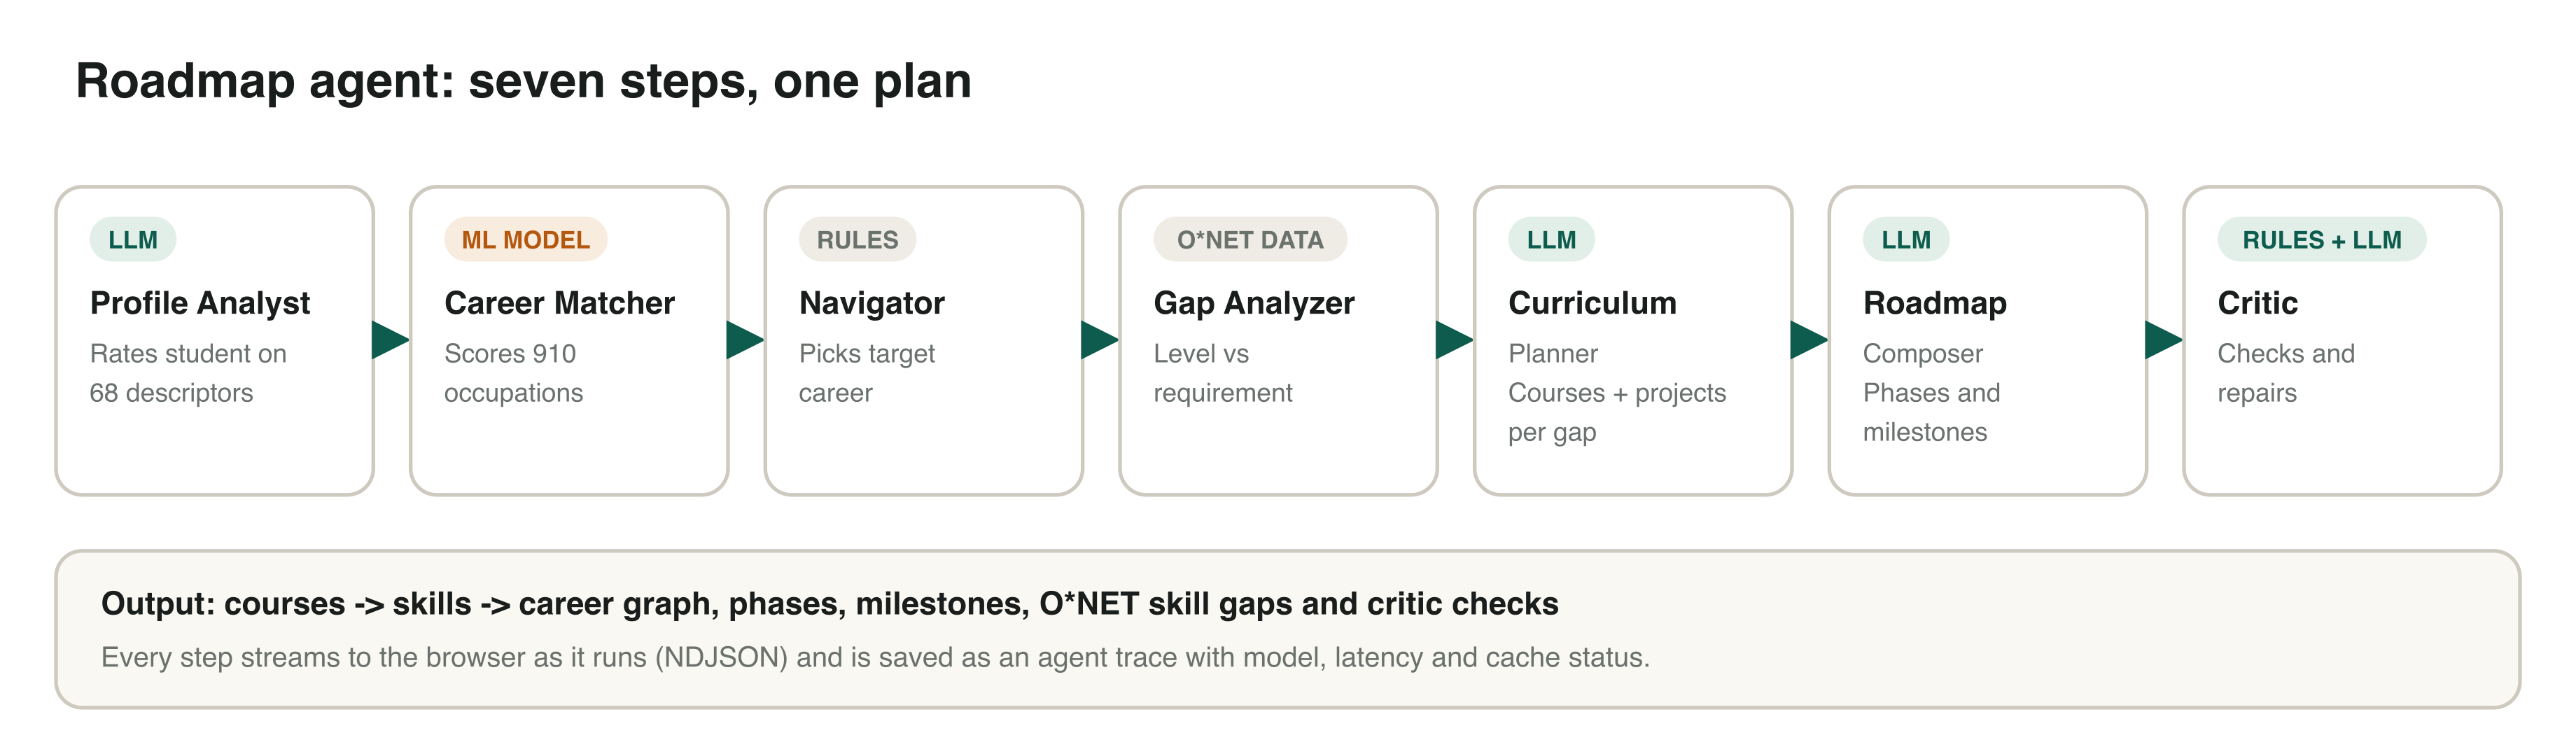 Roadmap agent: seven steps, one plan
LLM
Profile Analyst
Rates student on
68 descriptors
ML MODEL
Career Matcher
Scores 910
occupations
RULES
Navigator
Picks target
career
O*NET DATA
Gap Analyzer
Level vs
requirement
LLM
Curriculum
Planner
Courses + projects
per gap
LLM
Roadmap
Composer
Phases and
milestones
RULES + LLM
Critic
Checks and
repairs
Output: courses -> skills -> career graph, phases, milestones, O*NET skill gaps and critic checks
Every step streams to the browser as it runs (NDJSON) and is saved as an agent trace with model, latency and cache status.